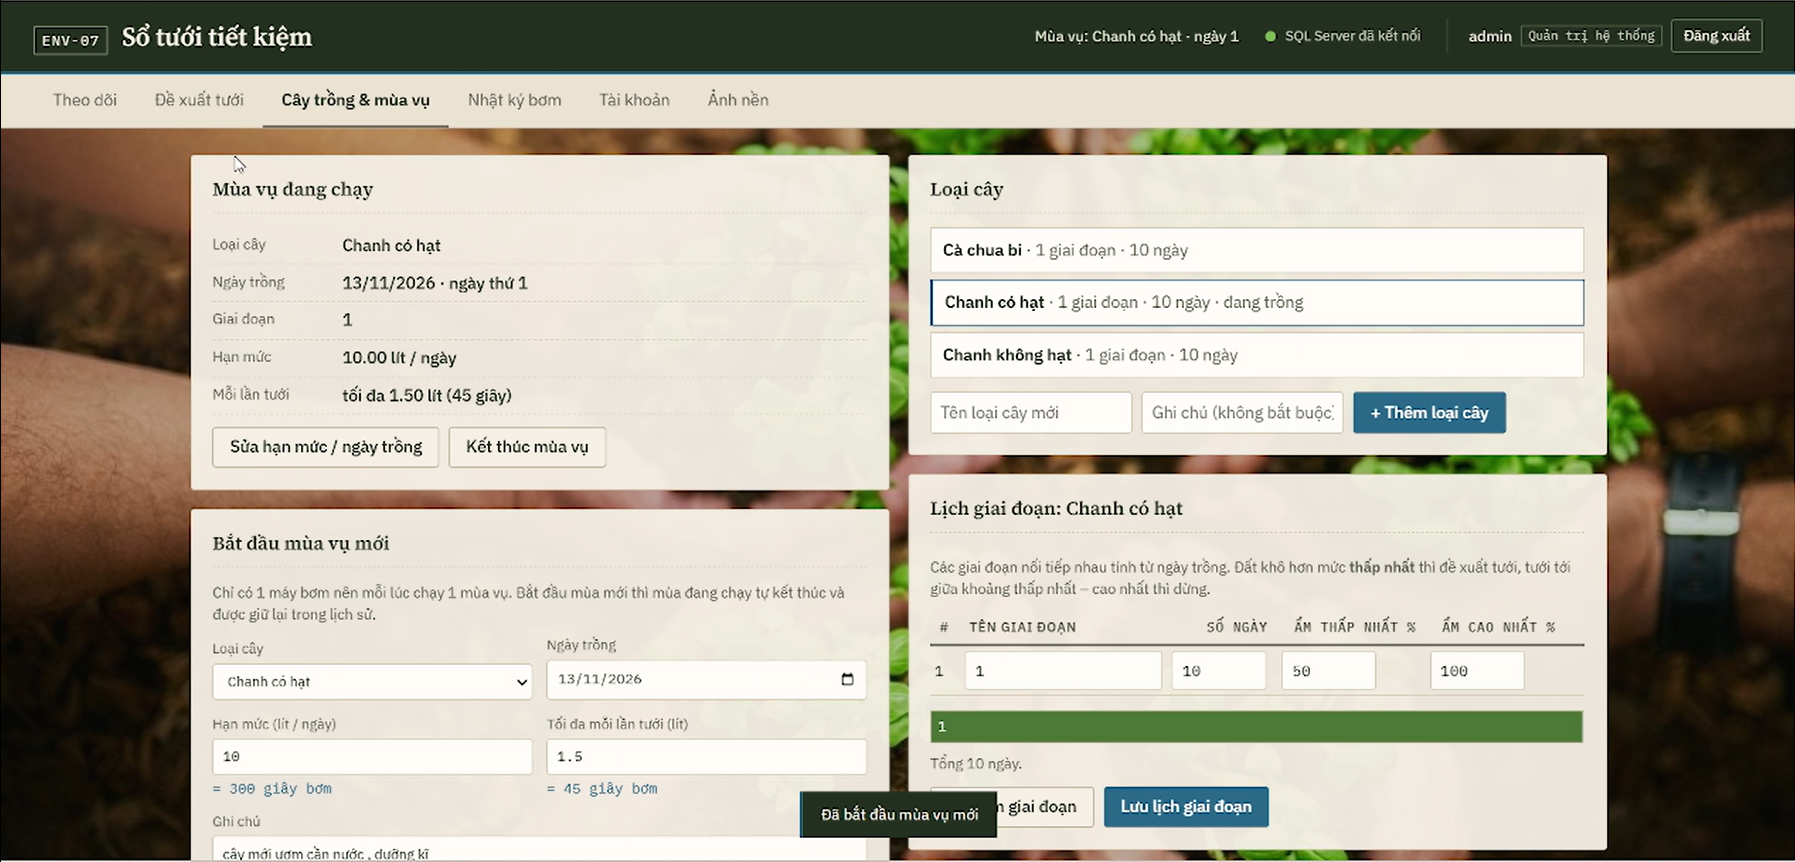 ENV-07 Sổ tưới tiết kiệm
Mùa vụ: Chanh có hạt · ngày 1
SQL Server đã kết nối
admin Quản trị hệ thống Đăng xuất
Theo dõi Đề xuất tưới Cây trồng & mùa vụ Nhật ký bơm Tài khoản Ảnh nền
Mùa vụ đang chạy
Loại cây Chanh có hạt
Ngày trồng 13/11/2026 · ngày thứ 1
Giai đoạn 1
Hạn mức 10.00 lít / ngày
Mỗi lần tưới tối đa 1.50 lít (45 giây)
Sửa hạn mức / ngày trồng Kết thúc mùa vụ
Bắt đầu mùa vụ mới
Chỉ có 1 máy bơm nên mỗi lúc chạy 1 mùa vụ. Bắt đầu mùa mới thì mùa đang chạy tự kết thúc và
được giữ lại trong lịch sử.
Loại cây Ngày trồng
Chanh có hạt 13/11/2026
Hạn mức (lít / ngày) Tối đa mỗi lần tưới (lít)
10 1.5
= 300 giây bơm = 45 giây bơm
Ghi chú
cây mới ươm cần nước , dưỡng kĩ
Loại cây
Cà chua bi · 1 giai đoạn · 10 ngày
Chanh có hạt · 1 giai đoạn · 10 ngày · đang trồng
Chanh không hạt · 1 giai đoạn · 10 ngày
Tên loại cây mới Ghi chú (không bắt buộc) + Thêm loại cây
Lịch giai đoạn: Chanh có hạt
Các giai đoạn nối tiếp nhau tính từ ngày trồng. Đất khô hơn mức thấp nhất thì đề xuất tưới, tưới tới
giữa khoảng thấp nhất – cao nhất thì dừng.
# TÊN GIAI ĐOẠN SỐ NGÀY ẨM THẤP NHẤT % ẨM CAO NHẤT %
1 1 10 50 100
1
Tổng 10 ngày.
giai đoạn Lưu lịch giai đoạn
Đã bắt đầu mùa vụ mới